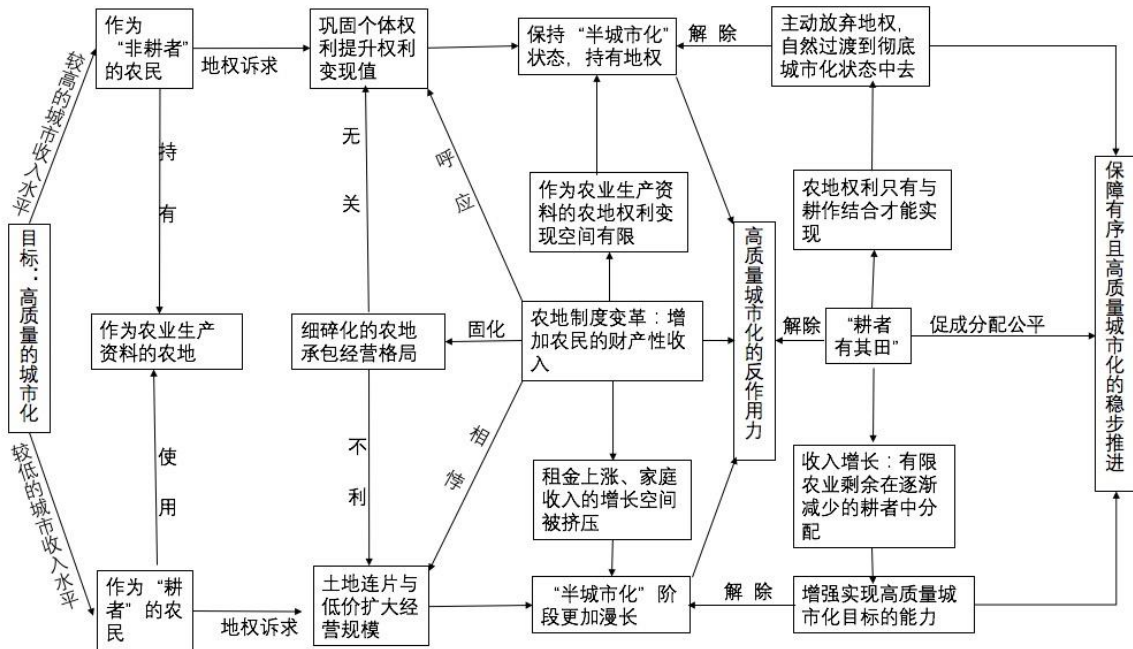 作为
“非耕者”
的农民
地权诉求
巩固个体权
利提升权利
变现值
保持“半城市化”
状态，持有地权
解 除
主动放弃地权，
自然过渡到彻底
城市化状态中去
较高的城市收入水平
持
有
无
关
呼
应
作为农业生产资
料的农地权利变
现空间有限
农地权利只有与
耕作结合才能实
现
目标：高质量的城市化
作为农业生产
资料的农地
细碎化的农地
承包经营格局
固化
农地制度变革：增
加农民的财产性收
入
高质量城市化的反作用力
解除
“耕者
有其田”
促成分配公平
保障有序且高质量城市化的稳步推进
较低的城市收入水平
使
用
不
利
相
悖
租金上涨、家庭
收入的增长空间
被挤压
收入增长：有限
农业剩余在逐渐
减少的耕者中分
配
作为“耕
者”的农
民
地权诉求
土地连片与
低价扩大经
营规模
“半城市化”阶
段更加漫长
解 除
增强实现高质量城
市化目标的能力